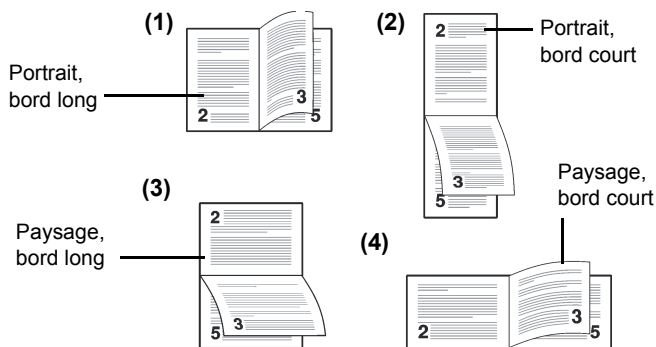 (1)
Portrait,
bord long
2
3
5
(2)
Portrait,
bord court
2
3
5
(3)
Paysage,
bord long
2
3
5
(4)
Paysage,
bord court
2
3
5